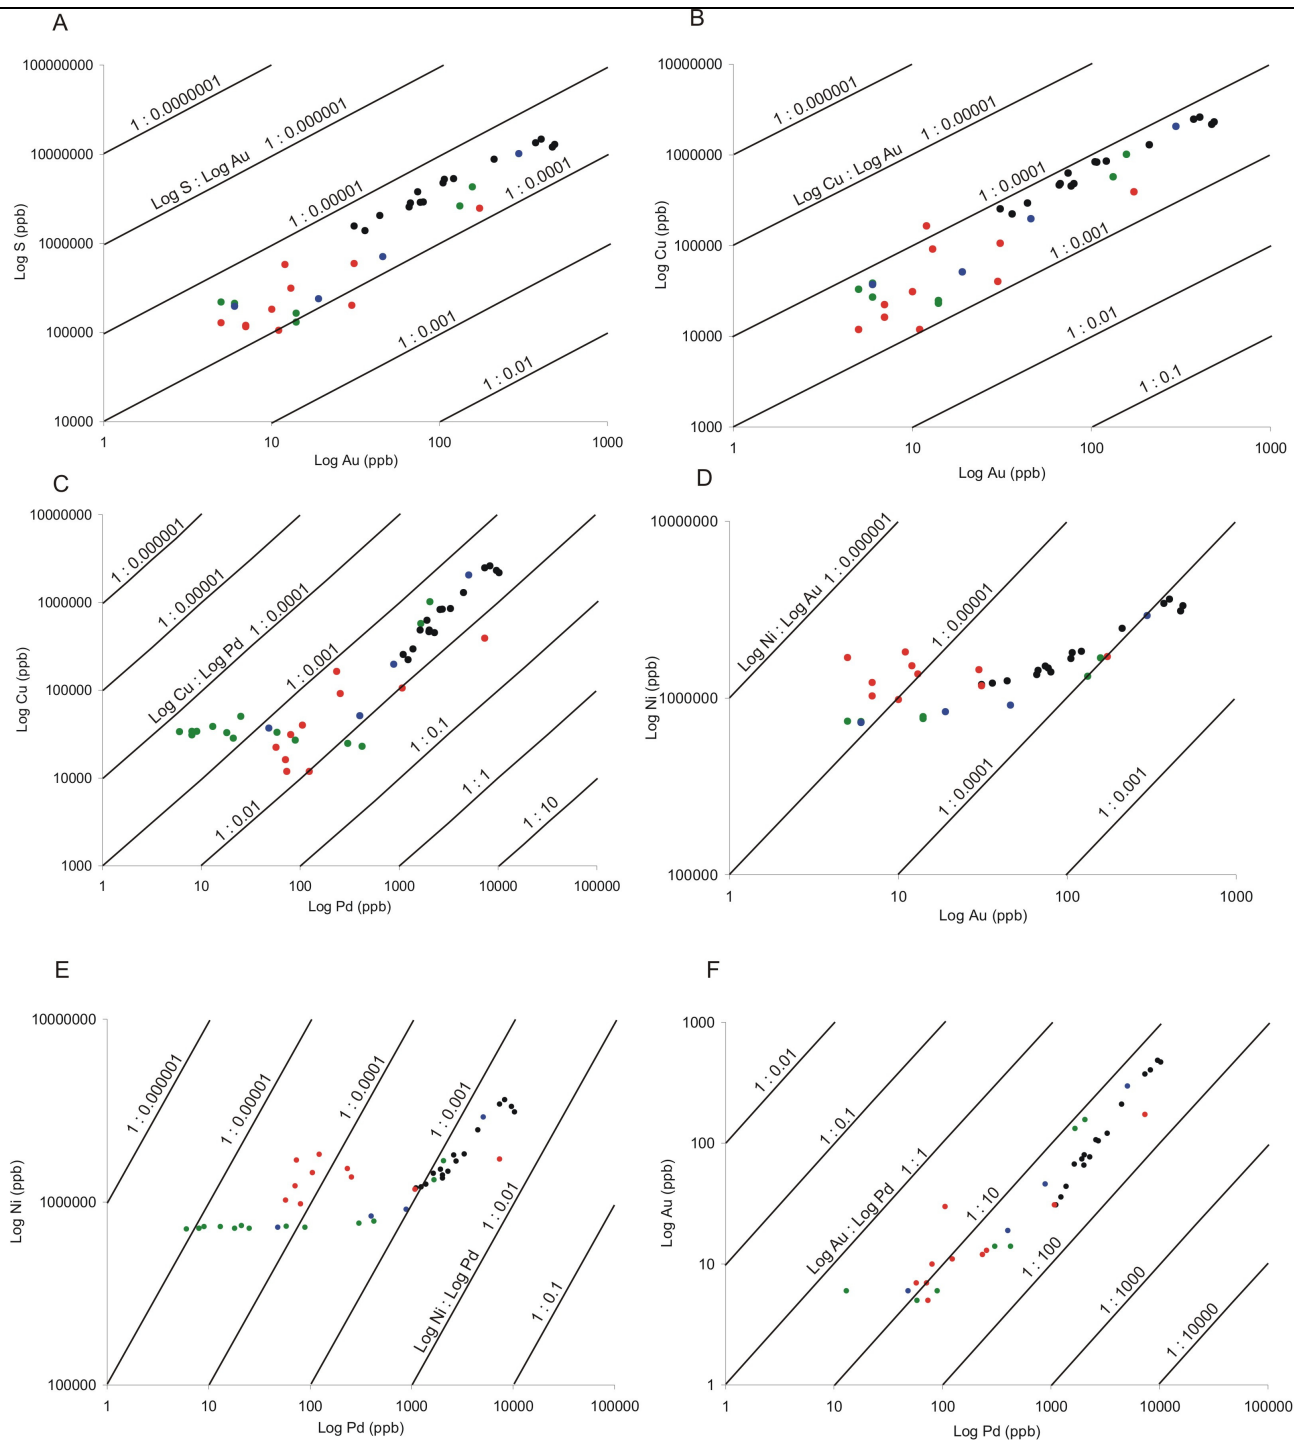 A
100000000
10000000
1000000
100000
10000
1
10
100
1000
Log S (ppb)
Log Au (ppb)
1 : 0.0000001
Log S : Log Au 1 : 0.000001
1 : 0.00001
1 : 0.0001
1 : 0.001
1 : 0.01
B
10000000
1000000
100000
10000
1000
1
10
100
1000
Log Cu (ppb)
Log Au (ppb)
1 : 0.000001
Log Cu : Log Au 1 : 0.00001
1 : 0.0001
1 : 0.001
1 : 0.01
1 : 0.1
C
10000000
1000000
100000
10000
1000
1
10
100
1000
10000
100000
Log Cu (ppb)
Log Pd (ppb)
1 : 0.000001
1 : 0.00001
Log Cu : Log Pd 1 : 0.0001
1 : 0.001
1 : 0.01
1 : 0.1
1 : 1
1 : 10
D
10000000
1000000
100000
1
10
100
1000
Log Ni (ppb)
Log Au (ppb)
Log Ni : Log Au 1 : 0.000001
1 : 0.00001
1 : 0.0001
1 : 0.001
E
10000000
1000000
100000
1
10
100
1000
10000
100000
Log Ni (ppb)
Log Pd (ppb)
1 : 0.000001
1 : 0.00001
1 : 0.0001
1 : 0.001
Log Ni : Log Pd 1 : 0.01
1 : 0.1
F
1000
100
10
1
1
10
100
1000
10000
100000
Log Au (ppb)
Log Pd (ppb)
1 : 0.01
1 : 0.1
Log Au : Log Pd 1 : 1
1 : 10
1 : 100
1 : 1000
1 : 10000